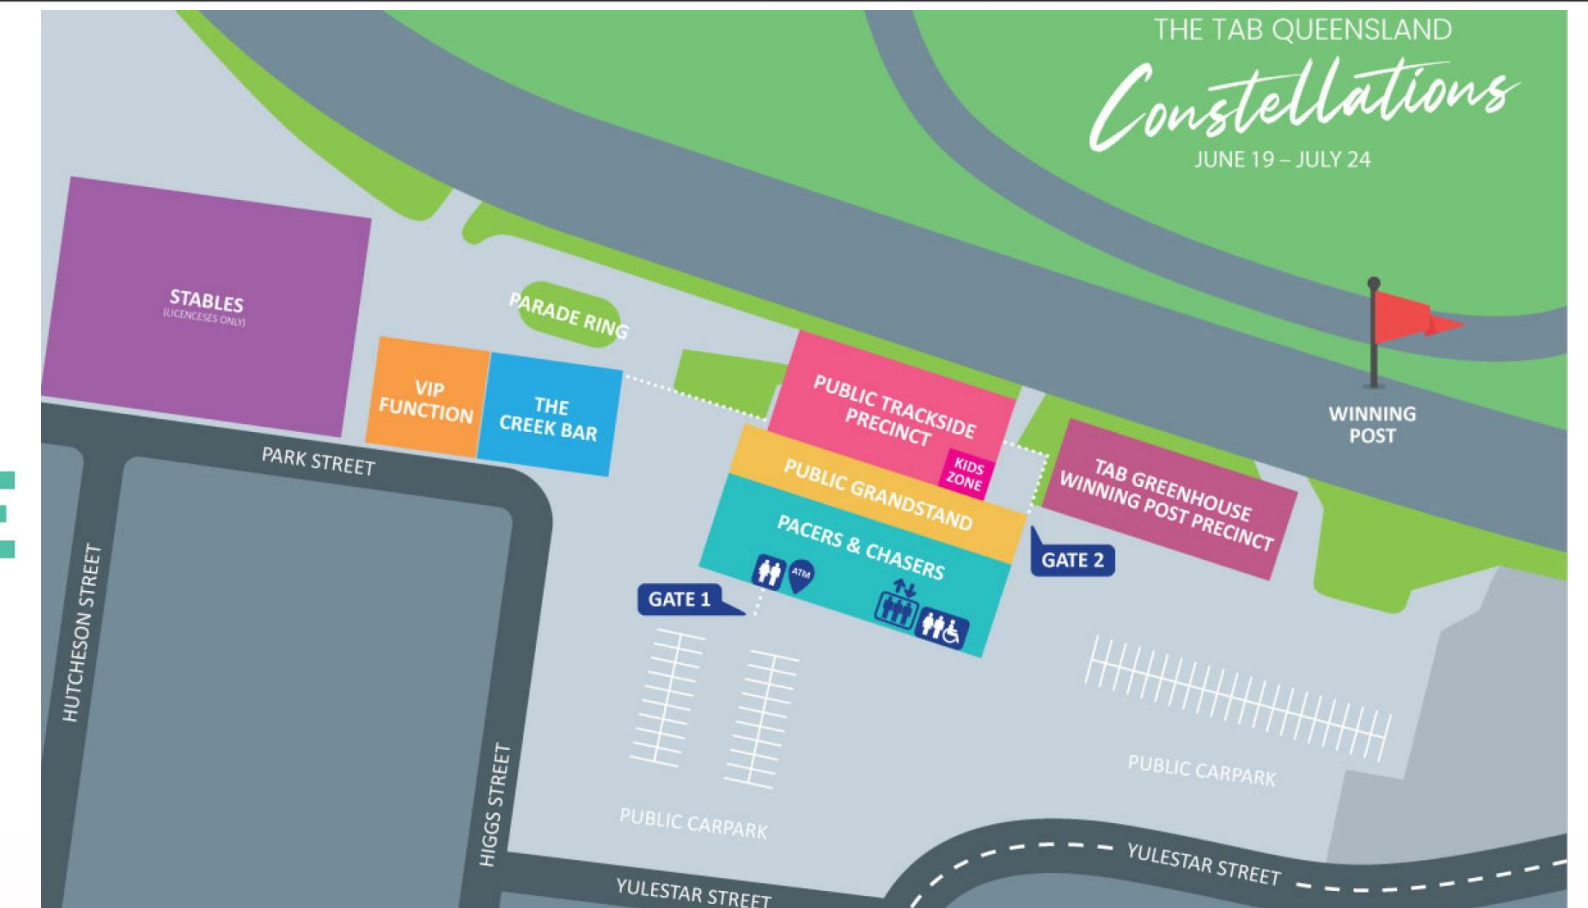 THE TAB QUEENSLAND
Constellations
JUNE 19 – JULY 24
STABLES
(LICENCESES ONLY)
PARADE RING
VIP
FUNCTION
THE
CREEK BAR
PUBLIC TRACKSIDE
PRECINCT
KIDS
ZONE
PUBLIC GRANDSTAND
PACERS & CHASERS
ATM
TAB GREENHOUSE
WINNING POST PRECINCT
WINNING
POST
GATE 1
GATE 2
PARK STREET
HUTCHESON STREET
HIGGS STREET
PUBLIC CARPARK
PUBLIC CARPARK
YULESTAR STREET
YULESTAR STREET
E